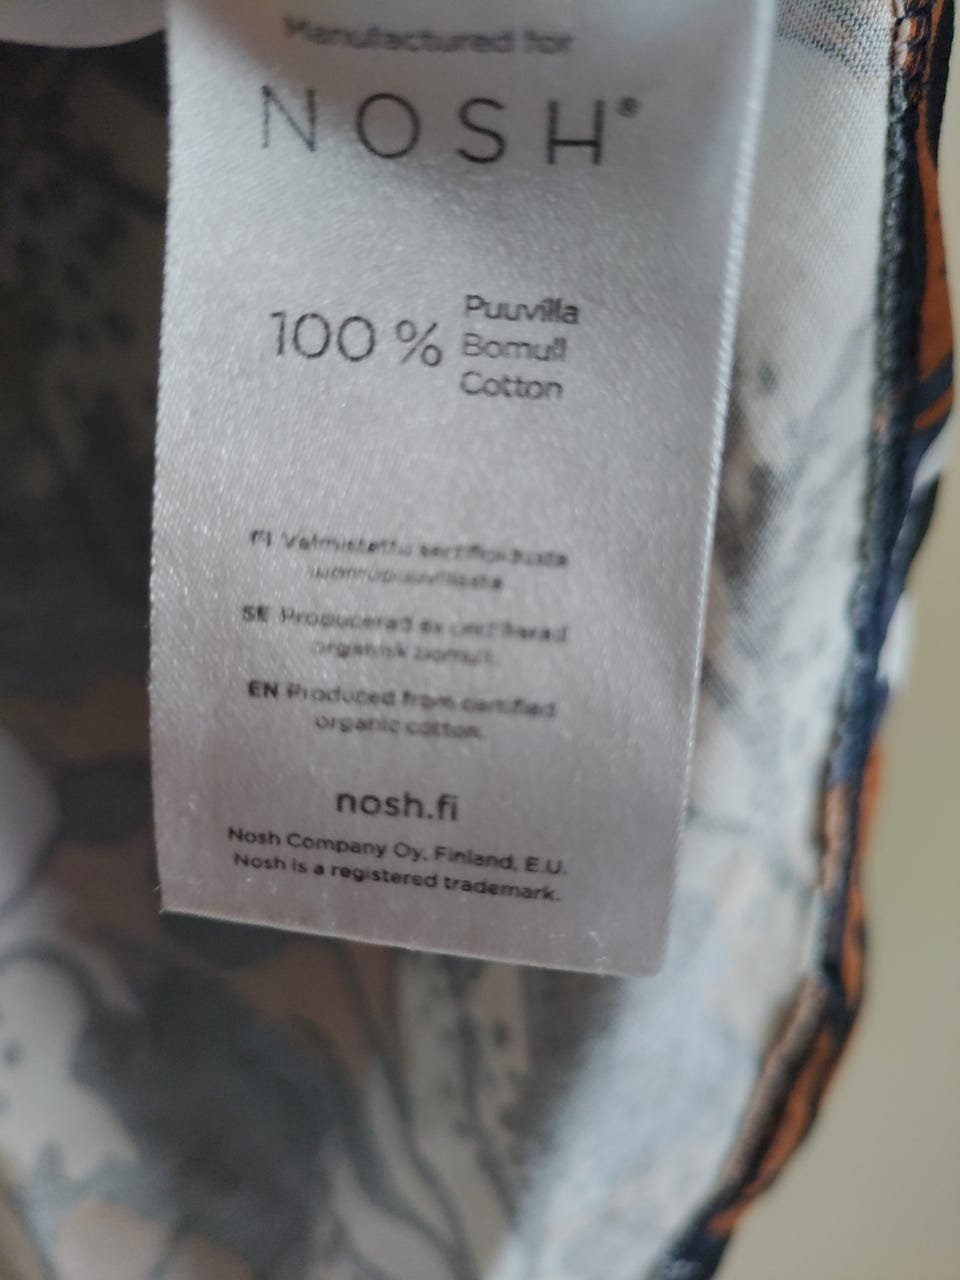 Manufactured for
NOSH®
100 % Puuvilla
Bomull
Cotton
FI Valmistettu sertifioidusta
luomupuuvillasta
SE Producerad av certifierad
organisk bomull.
EN Produced from certified
organic cotton.
nosh.fi
Nosh Company Oy, Finland, E.U.
Nosh is a registered trademark.